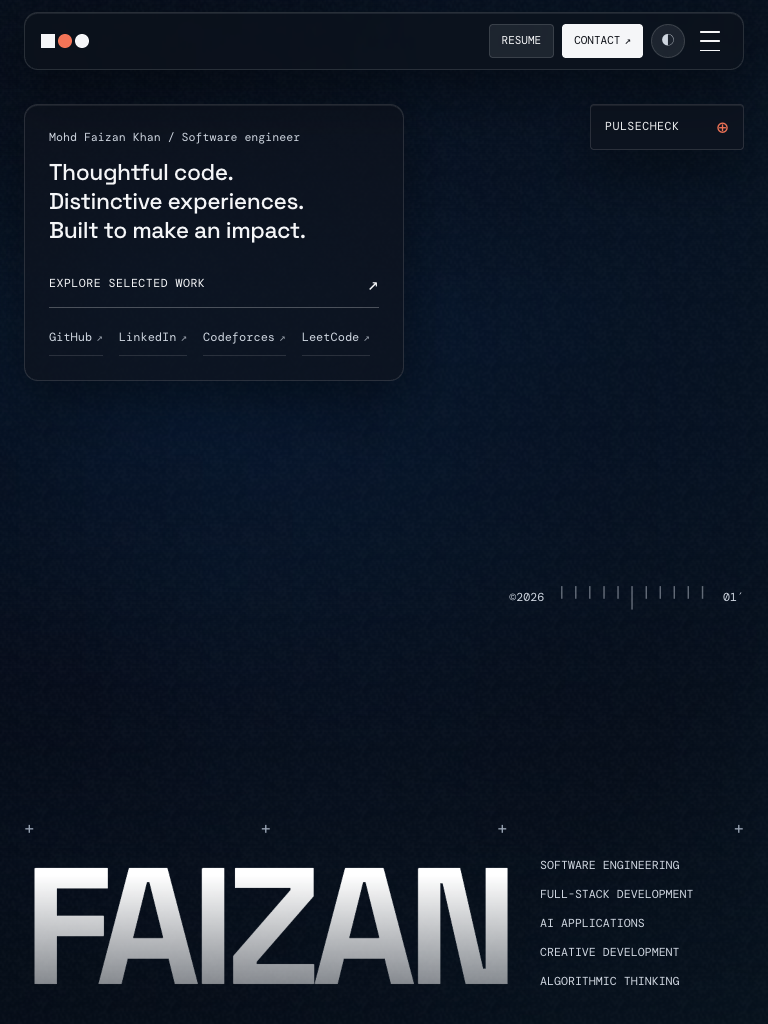 RESUME
CONTACT ↗
Mohd Faizan Khan / Software engineer
PULSECHECK
Thoughtful code.
Distinctive experiences.
Built to make an impact.
EXPLORE SELECTED WORK ↗
GitHub ↗ LinkedIn ↗ Codeforces ↗ LeetCode ↗
©2026 01′
FAIZAN
SOFTWARE ENGINEERING
FULL-STACK DEVELOPMENT
AI APPLICATIONS
CREATIVE DEVELOPMENT
ALGORITHMIC THINKING